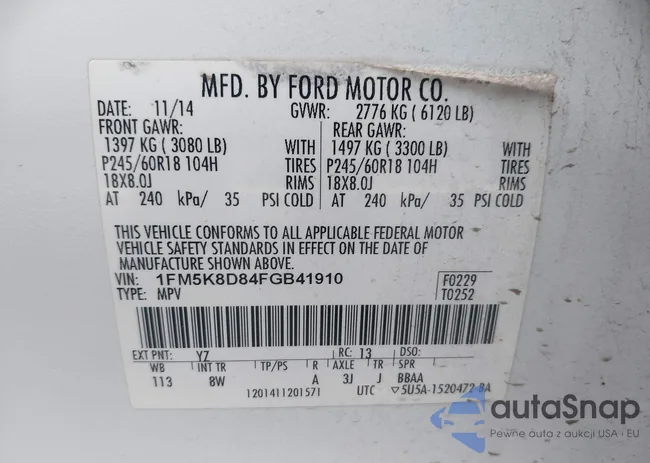 MFD. BY FORD MOTOR CO.
DATE: 11/14 GVWR: 2776 KG ( 6120 LB)
FRONT GAWR: REAR GAWR:
1397 KG ( 3080 LB) WITH 1497 KG ( 3300 LB) WITH
P245/60R18 104H TIRES P245/60R18 104H TIRES
18X8.0J RIMS 18X8.0J RIMS
AT 240 kPa/ 35 PSI COLD AT 240 kPa/ 35 PSI COLD
THIS VEHICLE CONFORMS TO ALL APPLICABLE FEDERAL MOTOR
VEHICLE SAFETY STANDARDS IN EFFECT ON THE DATE OF
MANUFACTURE SHOWN ABOVE.
VIN: 1FM5K8D84FGB41910 F0229
TYPE: MPV T0252
EXT PNT: YZ RC: 13 DSO:
WB INT TR TP/PS R AXLE TR SPR
113 8W A 3J J BBAA
1201411201571 UTC ▽5U5A-1520472-BA
autaSnap
Pewne auta z aukcji USA i EU